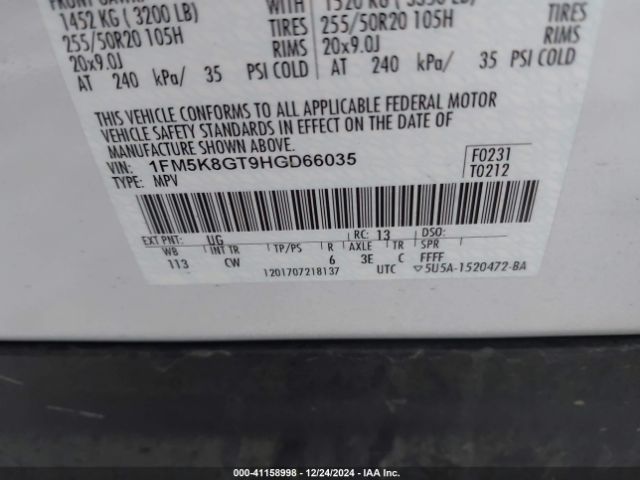 1452 KG ( 3200 LB) WITH
255/50R20 105H TIRES
20x9.0J RIMS
AT 240 kPa/ 35 PSI COLD
TIRES
255/50R20 105H RIMS
20x9.0J
AT 240 kPa/ 35 PSI COLD
THIS VEHICLE CONFORMS TO ALL APPLICABLE FEDERAL MOTOR
VEHICLE SAFETY STANDARDS IN EFFECT ON THE DATE OF
MANUFACTURE SHOWN ABOVE.
VIN: 1FM5K8GT9HGD66035
TYPE: MPV
F0231
T0212
EXT PNT: UG RC: 13 DSO:
WB INT TR TP/PS R AXLE TR SPR
113 CW 6 3E C FFFF
1201707218137 UTC ▽5U5A-1520472-BA
000-41158998 • 12/24/2024 • IAA Inc.